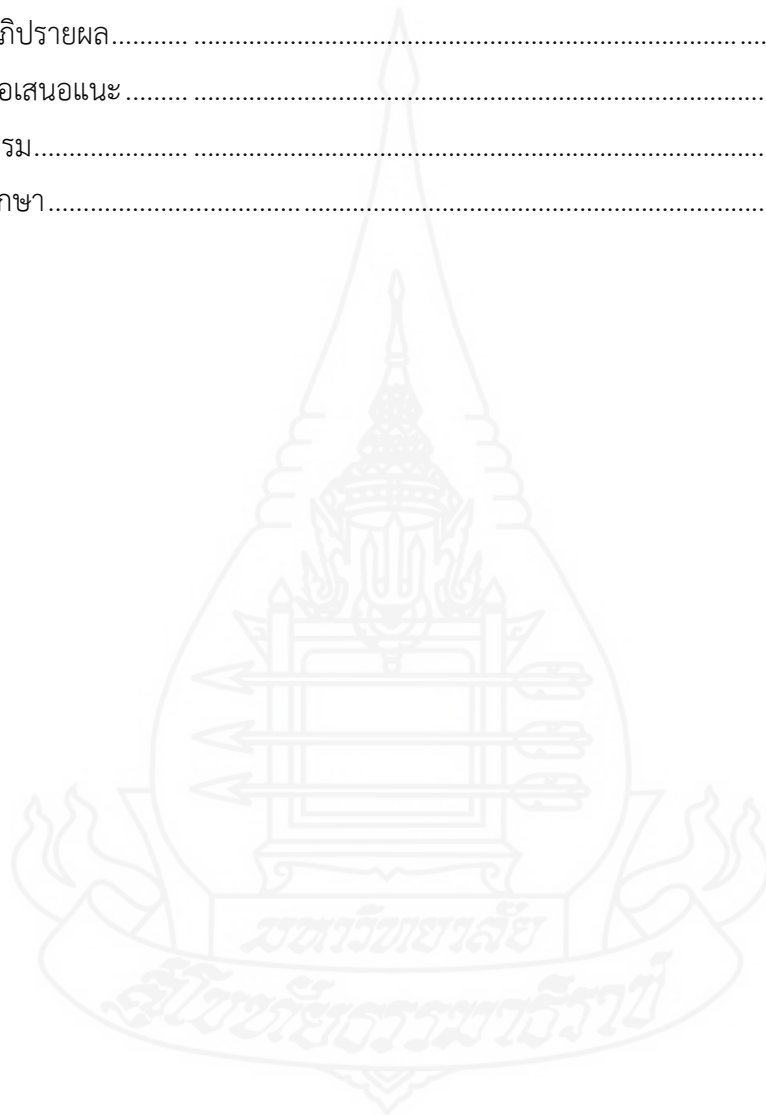 ภิปรายผล........... ........................................................................................ ....
อเสนอแนะ......... ..............................................................................................
รรม.................... ..............................................................................................
กษา................................. .........................................................................
มหาวิทยาลัย
สุโขทัยธรรมาธิราช